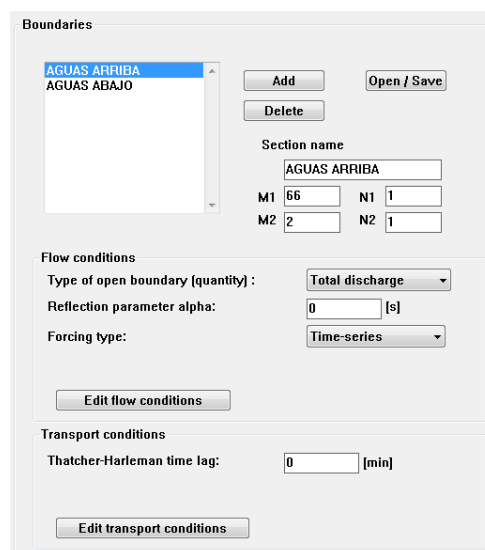 Boundaries
AGUAS ARRIBA
AGUAS ABAJO
Add
Open / Save
Delete
Section name
AGUAS ARRIBA
M1 66 N1 1
M2 2 N2 1
Flow conditions
Type of open boundary (quantity) : Total discharge
Reflection parameter alpha: 0 [s]
Forcing type: Time-series
Edit flow conditions
Transport conditions
Thatcher-Harleman time lag: 0 [min]
Edit transport conditions